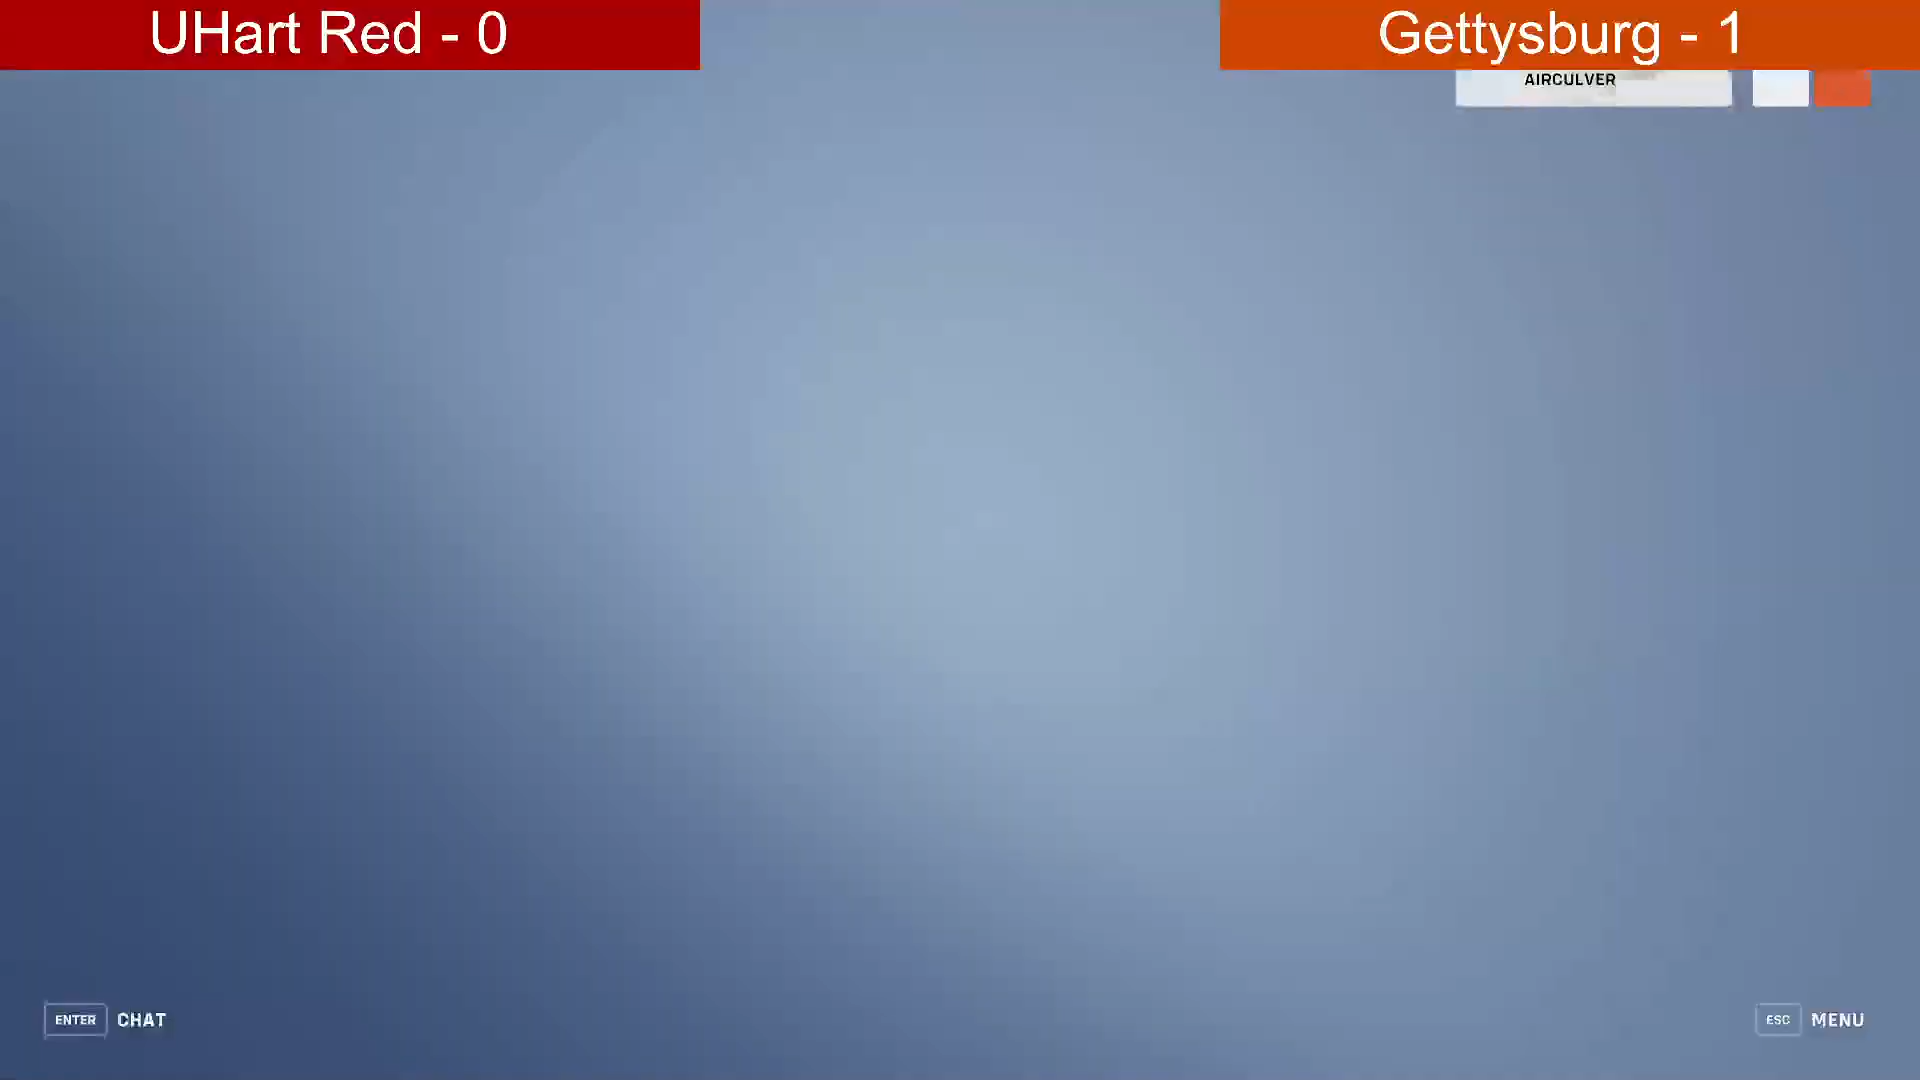 UHart Red - 0
Gettysburg - 1
AIRCULVER
ENTER CHAT
ESC MENU